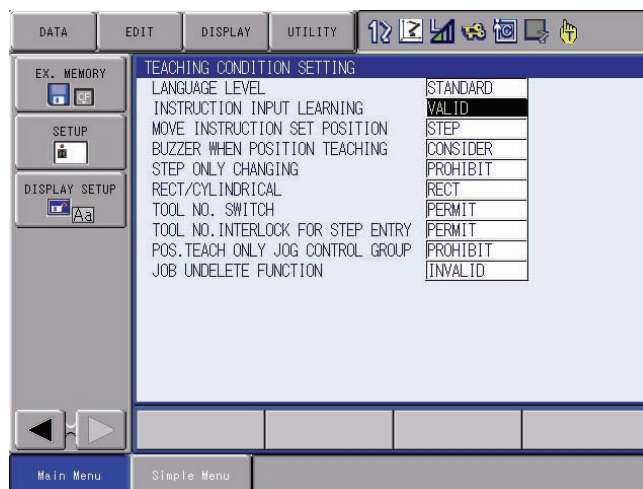 DATA EDIT DISPLAY UTILITY
EX. MEMORY
CF
SETUP
DISPLAY SETUP
Aa
TEACHING CONDITION SETTING
LANGUAGE LEVEL STANDARD
INSTRUCTION INPUT LEARNING VALID
MOVE INSTRUCTION SET POSITION STEP
BUZZER WHEN POSITION TEACHING CONSIDER
STEP ONLY CHANGING PROHIBIT
RECT/CYLINDRICAL RECT
TOOL NO. SWITCH PERMIT
TOOL NO.INTERLOCK FOR STEP ENTRY PERMIT
POS.TEACH ONLY JOG CONTROL GROUP PROHIBIT
JOB UNDELETE FUNCTION INVALID
Main Menu Simple Menu